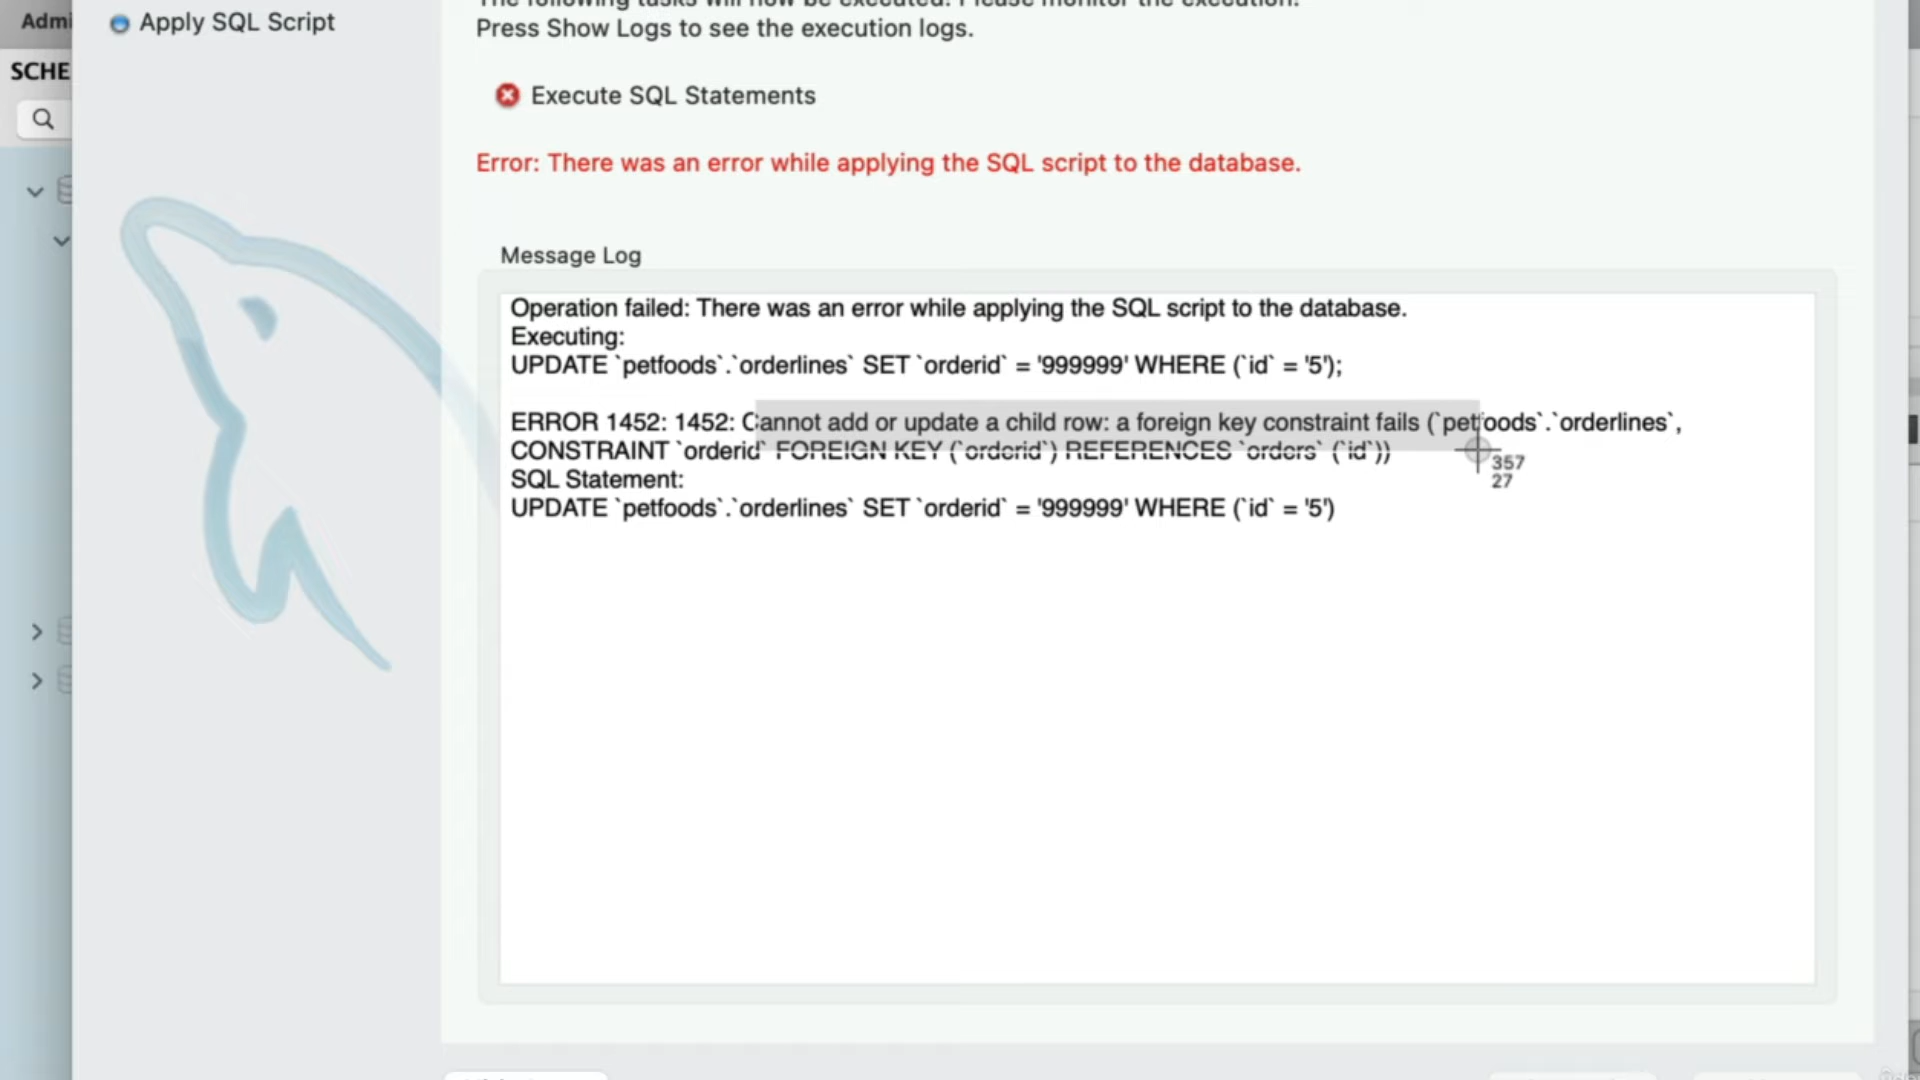 Admi
Apply SQL Script
SCHE
Press Show Logs to see the execution logs.
Execute SQL Statements
Error: There was an error while applying the SQL script to the database.
Message Log
Operation failed: There was an error while applying the SQL script to the database.
Executing:
UPDATE `petfoods`.`orderlines` SET `orderid` = '999999' WHERE (`id` = '5');
ERROR 1452: 1452: Cannot add or update a child row: a foreign key constraint fails (`petfoods`.`orderlines`,
CONSTRAINT `orderid` FOREIGN KEY (`orderid`) REFERENCES `orders` (`id`))
SQL Statement:
UPDATE `petfoods`.`orderlines` SET `orderid` = '999999' WHERE (`id` = '5')
357
27